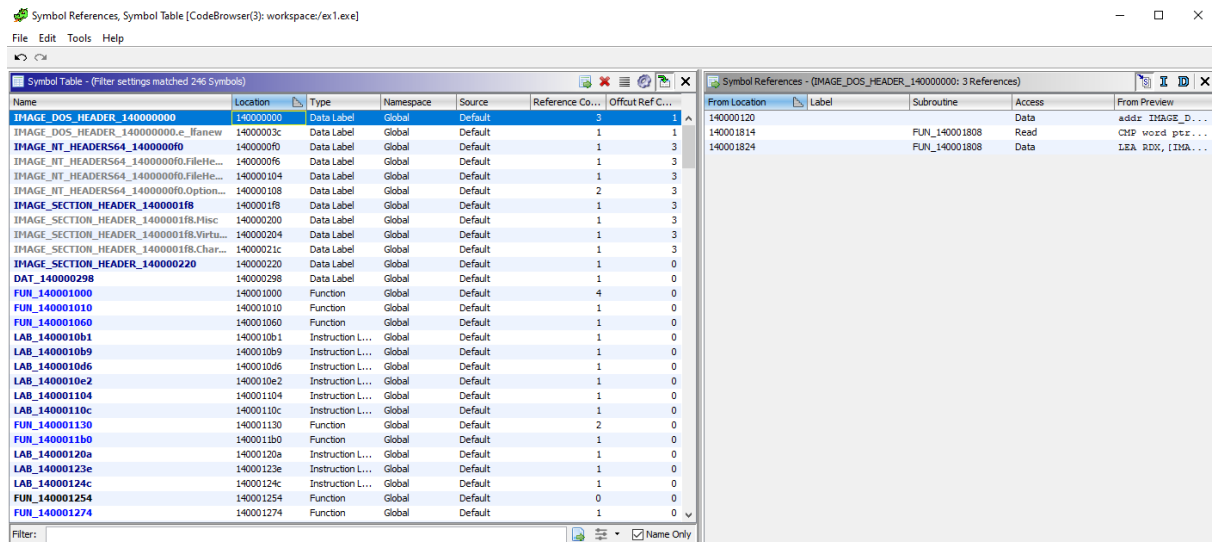 Symbol References, Symbol Table [CodeBrowser(3): workspace:/ex1.exe]
File Edit Tools Help
Symbol Table - (Filter settings matched 246 Symbols)
Name Location Type Namespace Source Reference Co... Offcut Ref C...
IMAGE_DOS_HEADER_140000000 140000000 Data Label Global Default 3 1
IMAGE_DOS_HEADER_140000000.e_lfanew 14000003c Data Label Global Default 1 1
IMAGE_NT_HEADERS64_1400000f0 1400000f0 Data Label Global Default 1 3
IMAGE_NT_HEADERS64_1400000f0.FileHe... 1400000f6 Data Label Global Default 1 3
IMAGE_NT_HEADERS64_1400000f0.FileHe... 140000104 Data Label Global Default 1 3
IMAGE_NT_HEADERS64_1400000f0.Option... 140000108 Data Label Global Default 2 3
IMAGE_SECTION_HEADER_1400001f8 1400001f8 Data Label Global Default 1 3
IMAGE_SECTION_HEADER_1400001f8.Misc 140000200 Data Label Global Default 1 3
IMAGE_SECTION_HEADER_1400001f8.Virtu... 140000204 Data Label Global Default 1 3
IMAGE_SECTION_HEADER_1400001f8.Char... 14000021c Data Label Global Default 1 3
IMAGE_SECTION_HEADER_140000220 140000220 Data Label Global Default 1 0
DAT_140000298 140000298 Data Label Global Default 1 0
FUN_140001000 140001000 Function Global Default 4 0
FUN_140001010 140001010 Function Global Default 1 0
FUN_140001060 140001060 Function Global Default 1 0
LAB_1400010b1 1400010b1 Instruction L... Global Default 1 0
LAB_1400010b9 1400010b9 Instruction L... Global Default 1 0
LAB_1400010d6 1400010d6 Instruction L... Global Default 1 0
LAB_1400010e2 1400010e2 Instruction L... Global Default 1 0
LAB_140001104 140001104 Instruction L... Global Default 1 0
LAB_14000110c 14000110c Instruction L... Global Default 1 0
FUN_140001130 140001130 Function Global Default 2 0
FUN_1400011b0 1400011b0 Function Global Default 1 0
LAB_14000120a 14000120a Instruction L... Global Default 1 0
LAB_14000123e 14000123e Instruction L... Global Default 1 0
LAB_14000124c 14000124c Instruction L... Global Default 1 0
FUN_140001254 140001254 Function Global Default 0 0
FUN_140001274 140001274 Function Global Default 1 0
Filter: Name Only
Symbol References - (IMAGE_DOS_HEADER_140000000: 3 References)
I D
From Location Label Subroutine Access From Preview
140000120 Data addr IMAGE_D...
140001814 FUN_140001808 Read CMP word ptr...
140001824 FUN_140001808 Data LEA RDX,[IMA...